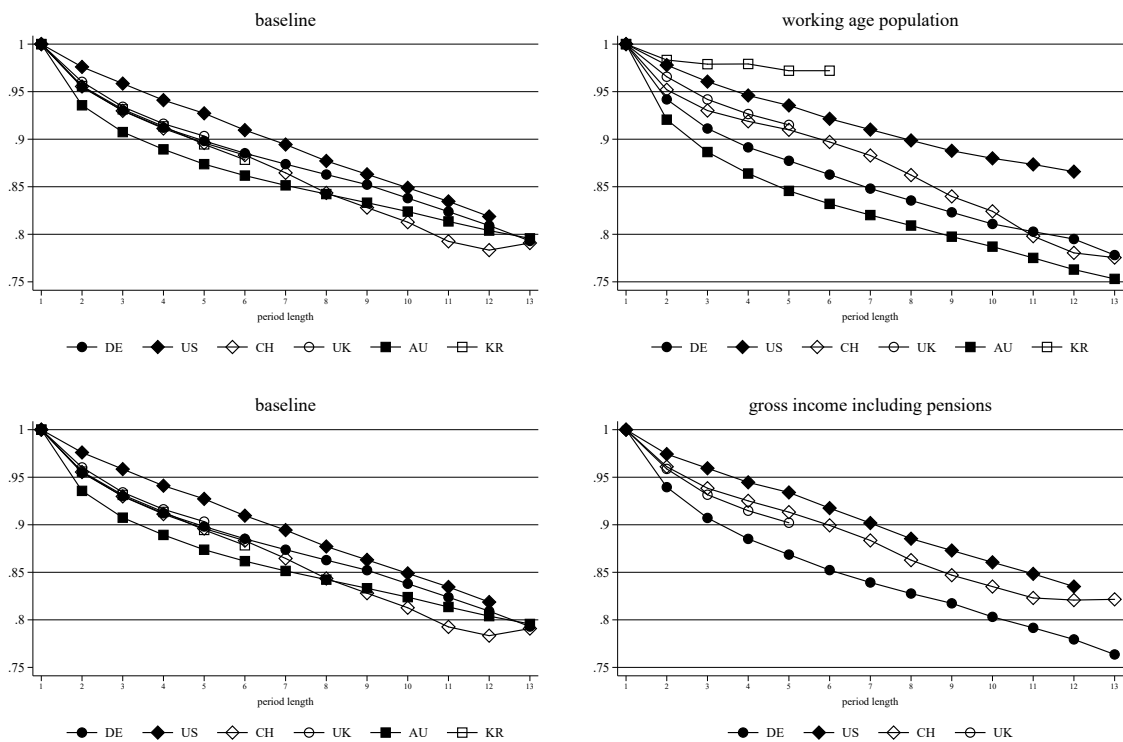 baseline
1
.95
.9
.85
.8
.75
1 2 3 4 5 6 7 8 9 10 11 12 13
period length
DE US CH UK AU KR
working age population
1
.95
.9
.85
.8
.75
1 2 3 4 5 6 7 8 9 10 11 12 13
period length
DE US CH UK AU KR
baseline
1
.95
.9
.85
.8
.75
1 2 3 4 5 6 7 8 9 10 11 12 13
period length
DE US CH UK AU KR
gross income including pensions
1
.95
.9
.85
.8
.75
1 2 3 4 5 6 7 8 9 10 11 12 13
period length
DE US CH UK